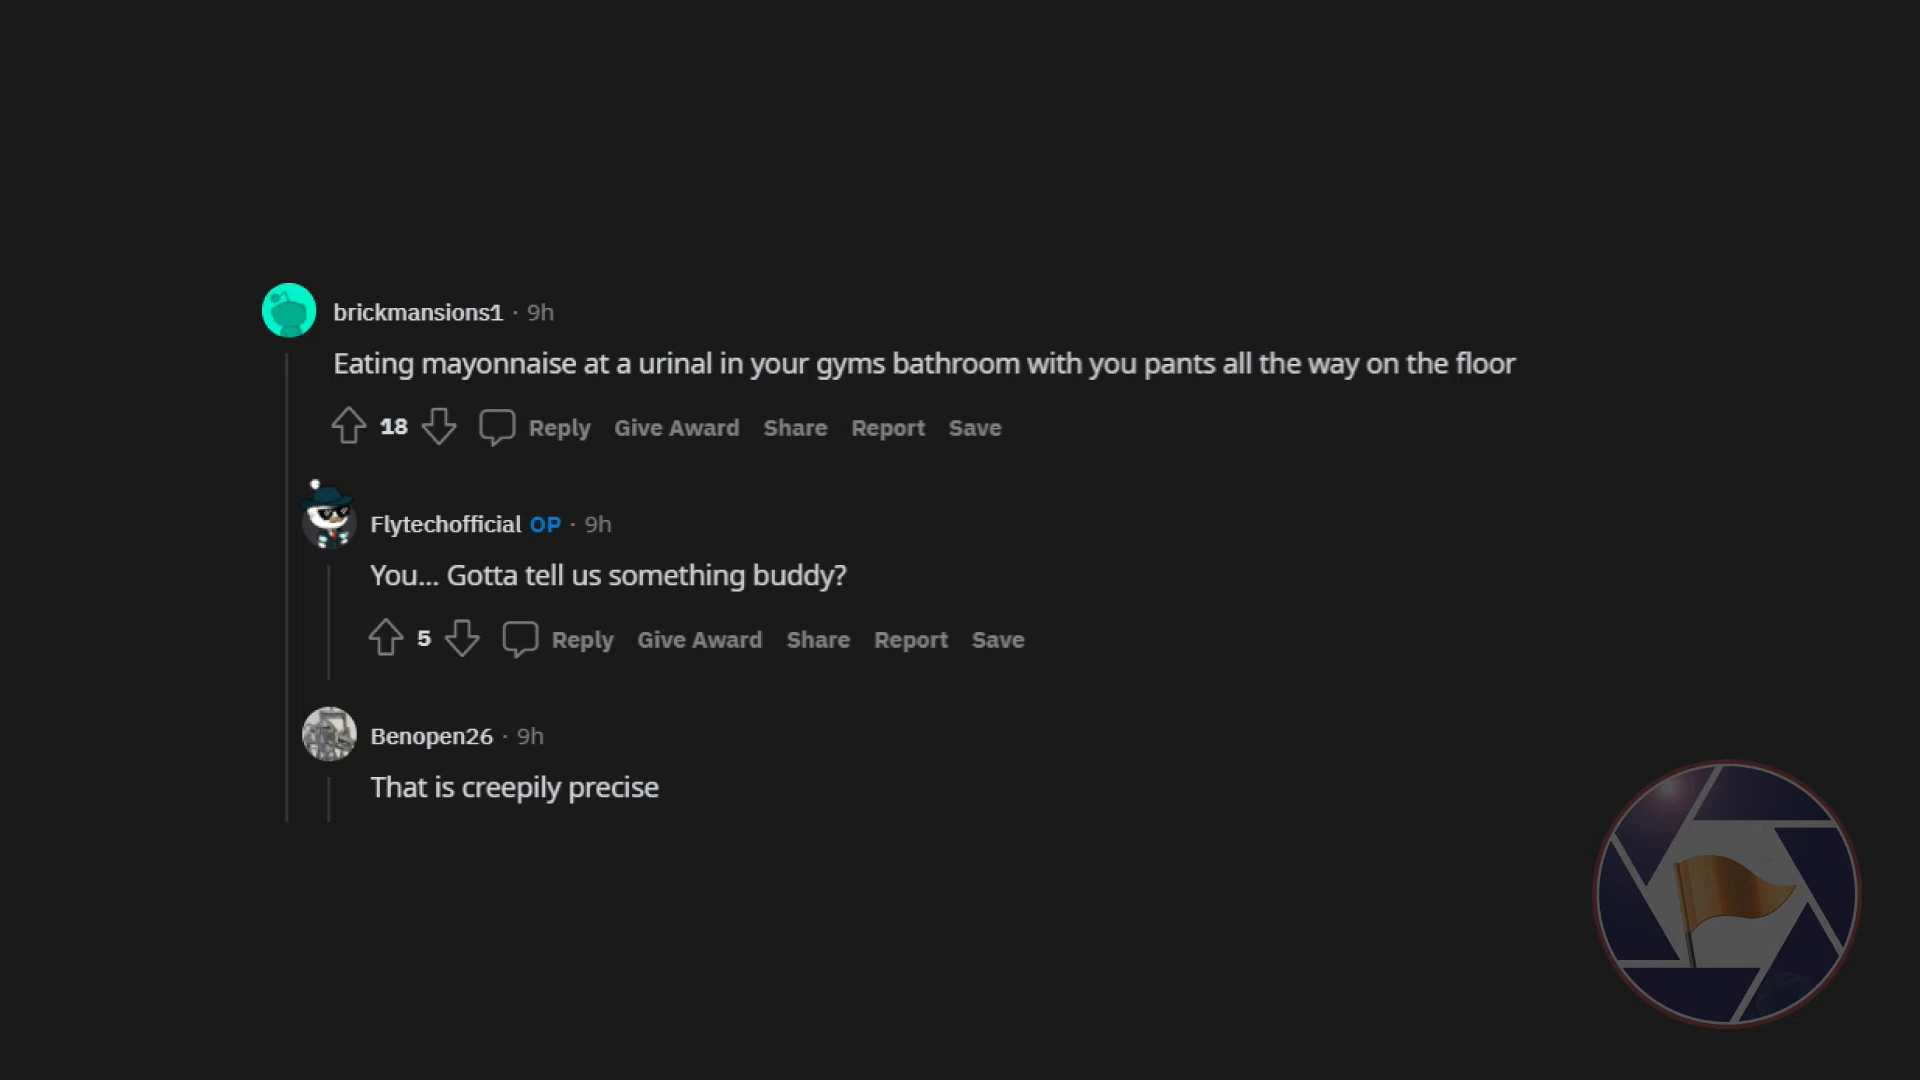 brickmansions1 · 9h
Eating mayonnaise at a urinal in your gyms bathroom with you pants all the way on the floor
18 Reply Give Award Share Report Save
Flytechofficial OP · 9h
You... Gotta tell us something buddy?
5 Reply Give Award Share Report Save
Benopen26 · 9h
That is creepily precise